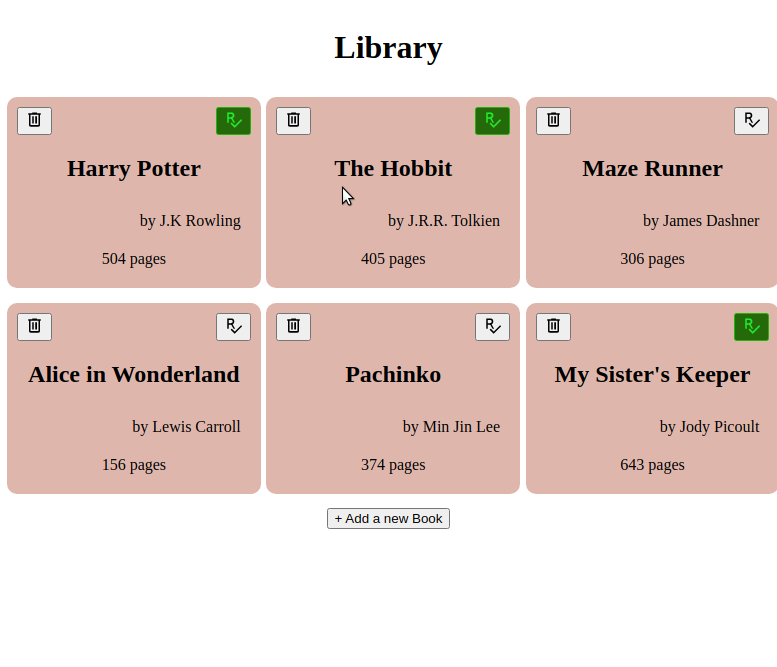 Library
Harry Potter
by J.K Rowling
504 pages
The Hobbit
by J.R.R. Tolkien
405 pages
Maze Runner
by James Dashner
306 pages
Alice in Wonderland
by Lewis Carroll
156 pages
Pachinko
by Min Jin Lee
374 pages
My Sister's Keeper
by Jody Picoult
643 pages
+ Add a new Book